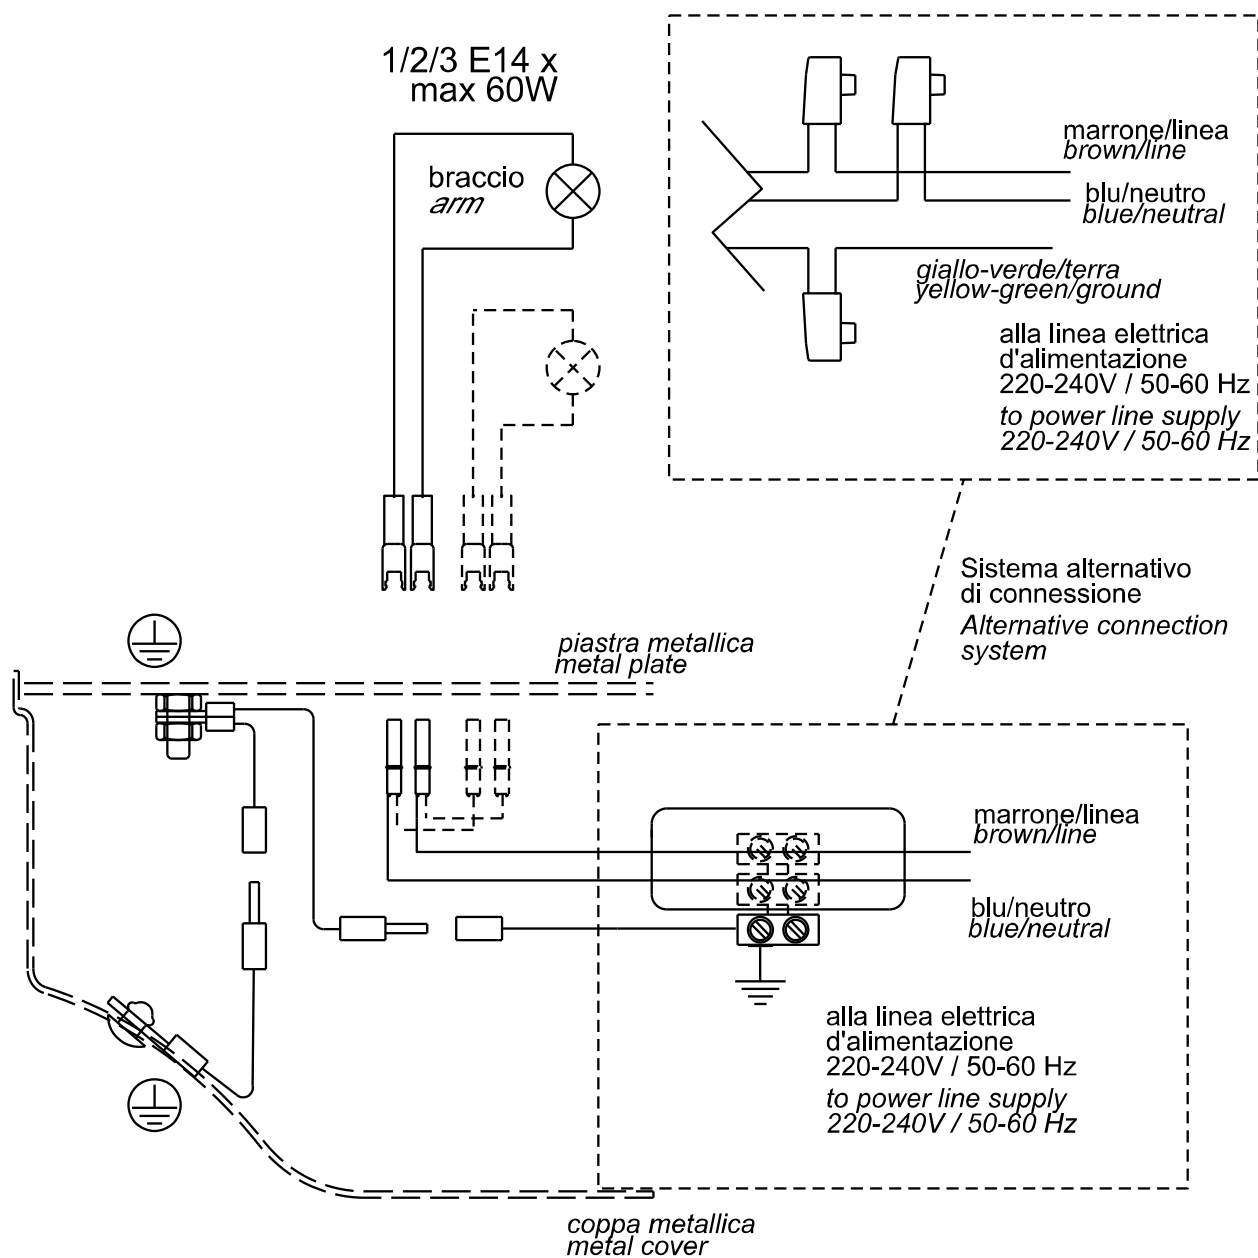 1/2/3 E14 x
max 60W
braccio
arm
marrone/linea
brown/line
blu/neutro
blue/neutral
giallo-verde/terra
yellow-green/ground
alla linea elettrica
d'alimentazione
220-240V / 50-60 Hz
to power line supply
220-240V / 50-60 Hz
Sistema alternativo
di connessione
Alternative connection
system
piastra metallica
metal plate
marrone/linea
brown/line
blu/neutro
blue/neutral
alla linea elettrica
d'alimentazione
220-240V / 50-60 Hz
to power line supply
220-240V / 50-60 Hz
coppa metallica
metal cover